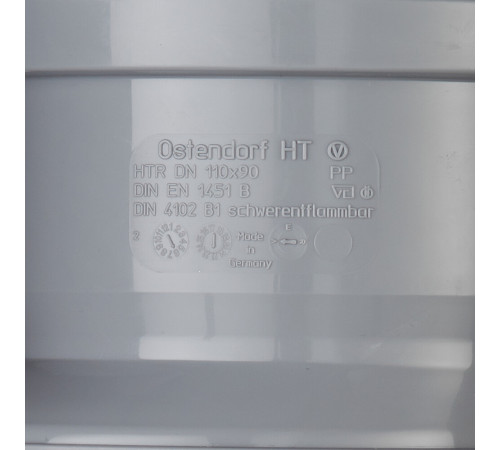 Ostendorf HT V
HTR DN 110x90 PP
DIN EN 1451 B
DIN 4102 B1 schwerentflammbar
Made
in
Germany